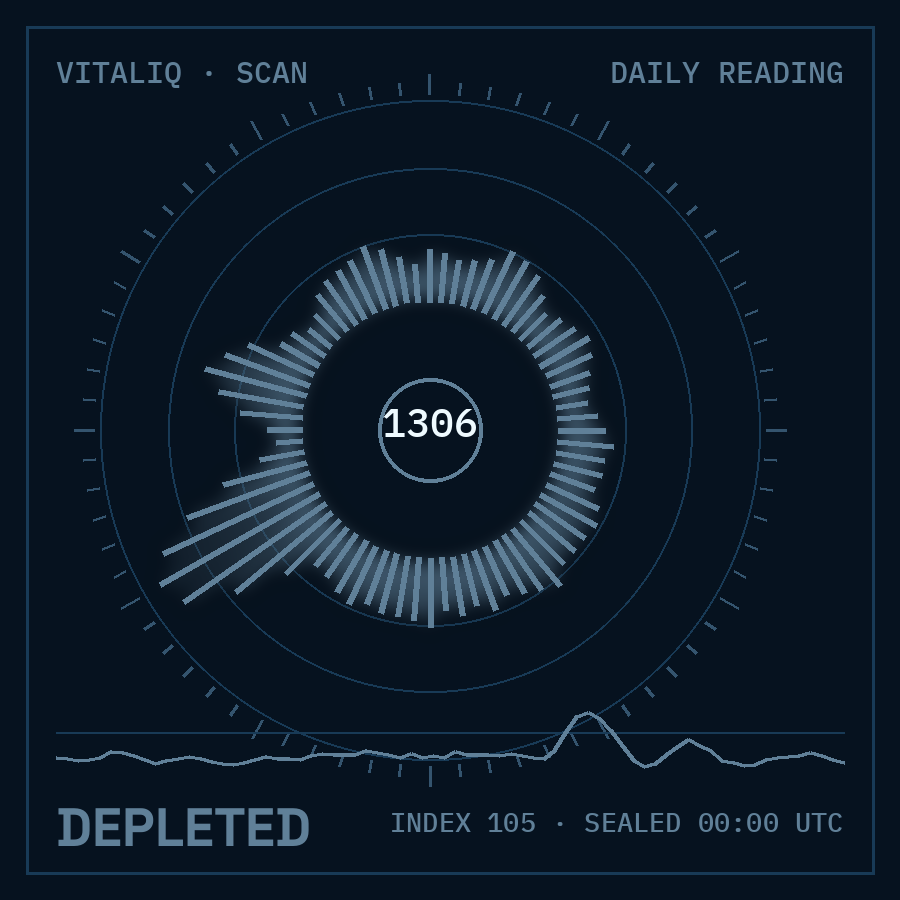 VITALIQ · SCAN
DAILY READING
1306
DEPLETED
INDEX 105 · SEALED 00:00 UTC